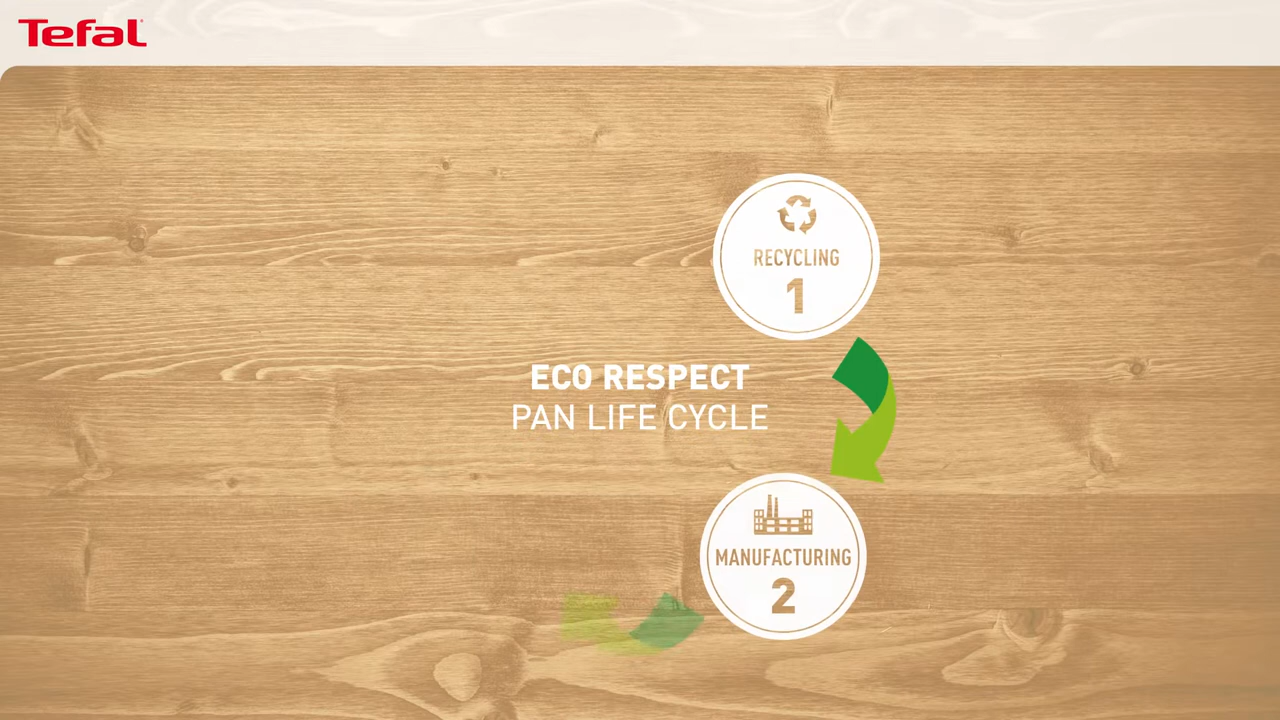 Tefal
RECYCLING
1
ECO RESPECT
PAN LIFE CYCLE
MANUFACTURING
2